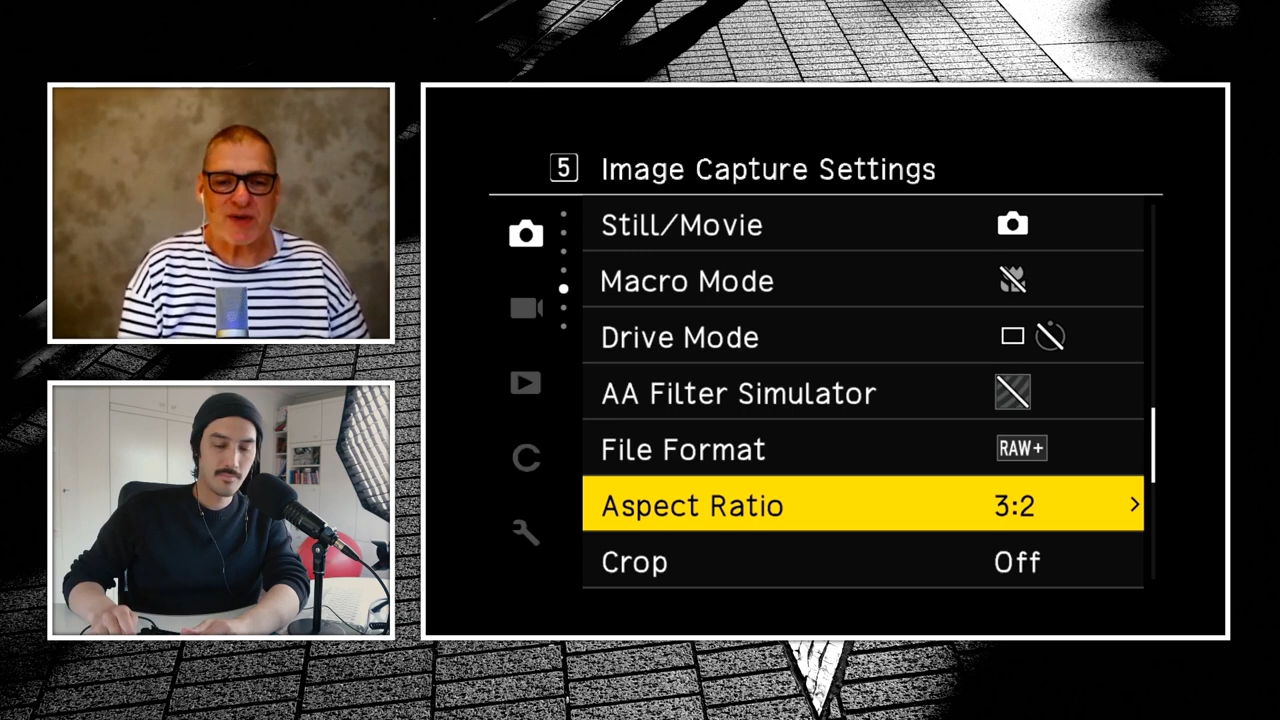 5 Image Capture Settings
Still/Movie
Macro Mode
Drive Mode
AA Filter Simulator
File Format RAW+
Aspect Ratio 3:2 >
Crop Off